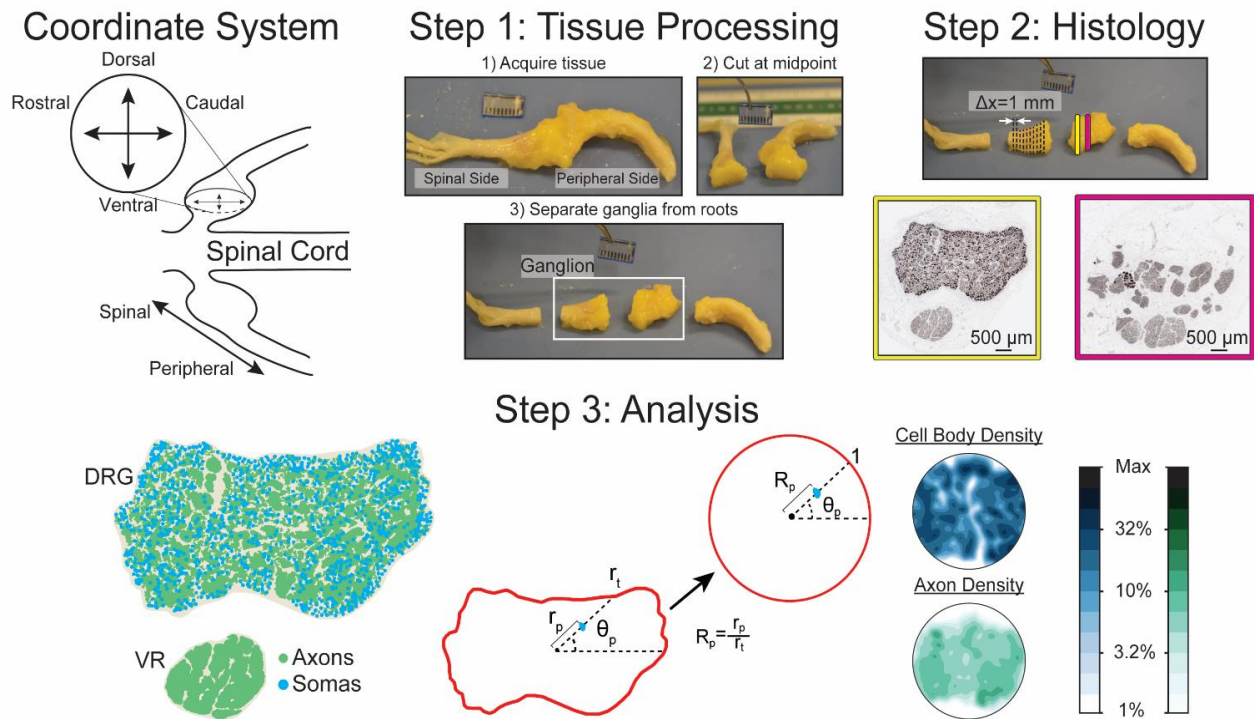 Coordinate System
Dorsal
Rostral
Caudal
Ventral
Spinal Cord
Spinal
Peripheral
Step 1: Tissue Processing
1) Acquire tissue
2) Cut at midpoint
Spinal Side
Peripheral Side
3) Separate ganglia from roots
Ganglion
Step 2: Histology
Δx=1 mm
500 µm
500 µm
Step 3: Analysis
DRG
VR
Axons
Somas
r_t
r_p
θ_p
R_p
θ_p
1
R_p=r_p/r_t
Cell Body Density
Axon Density
Max
32%
10%
3.2%
1%